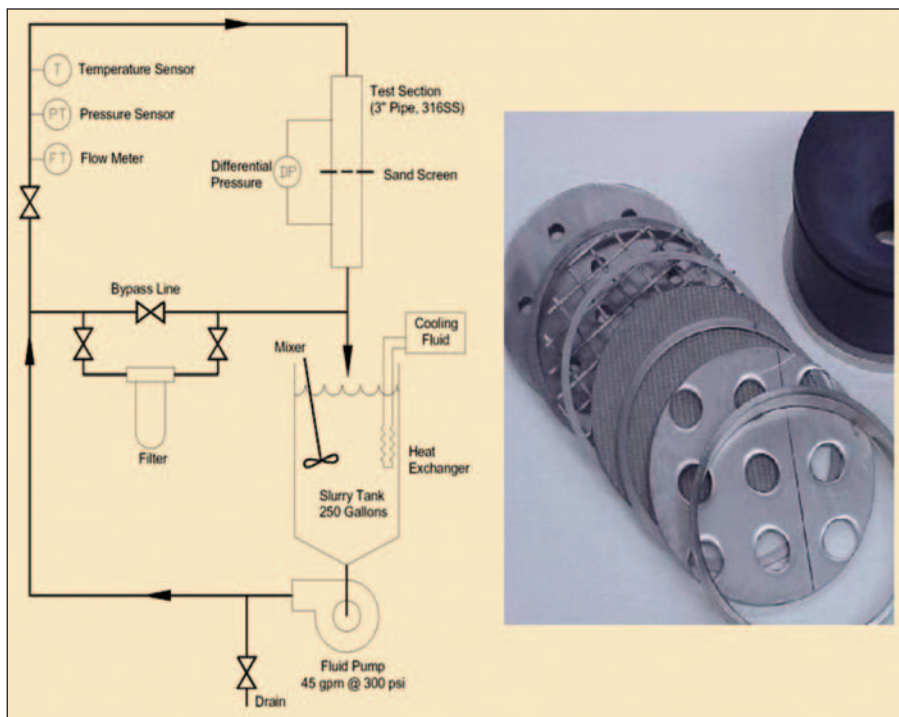 T Temperature Sensor
PT Pressure Sensor
FT Flow Meter
Test Section
(3" Pipe, 316SS)
Differential
Pressure
DP
Sand Screen
Bypass Line
Filter
Mixer
Cooling
Fluid
Heat
Exchanger
Slurry Tank
250 Gallons
Fluid Pump
45 gpm @ 300 psi
Drain